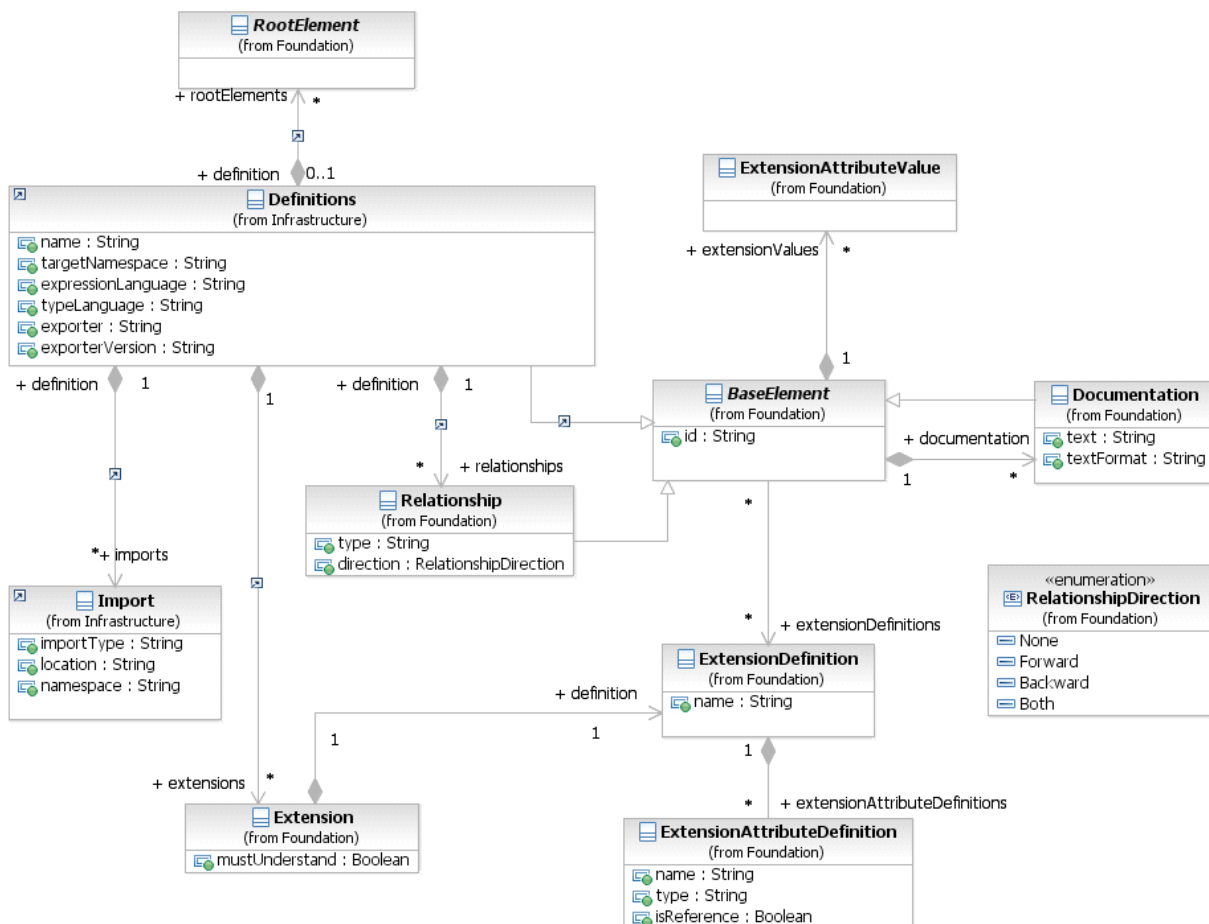 RootElement
(from Foundation)
+ rootElements
*
+ definition
0..1
Definitions
(from Infrastructure)
name : String
targetNamespace : String
expressionLanguage : String
typeLanguage : String
exporter : String
exporterVersion : String
ExtensionAttributeValue
(from Foundation)
+ extensionValues
*
1
+ definition
1
1
+ definition
1
BaseElement
(from Foundation)
id : String
Documentation
(from Foundation)
text : String
textFormat : String
+ documentation
1
*
*
+ relationships
Relationship
(from Foundation)
type : String
direction : RelationshipDirection
*
*+ imports
Import
(from Infrastructure)
importType : String
location : String
namespace : String
«enumeration»
RelationshipDirection
(from Foundation)
None
Forward
Backward
Both
*
+ extensionDefinitions
ExtensionDefinition
(from Foundation)
name : String
+ definition
1
1
1
+ extensions
*
Extension
(from Foundation)
mustUnderstand : Boolean
*
+ extensionAttributeDefinitions
ExtensionAttributeDefinition
(from Foundation)
name : String
type : String
isReference : Boolean